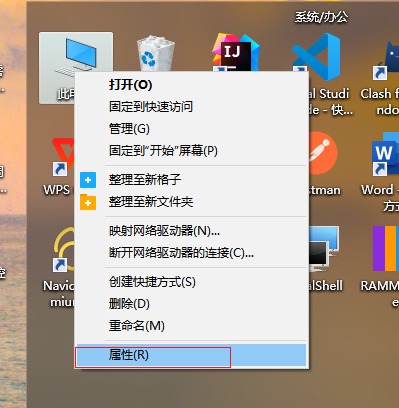 系统/办公
此电
打开(O)
固定到快速访问
管理(G)
固定到"开始"屏幕(P)
整理至新格子
整理至新文件夹
映射网络驱动器(N)...
断开网络驱动器的连接(C)...
创建快捷方式(S)
删除(D)
重命名(M)
属性(R)
IJ
al Studi
de - 快...
Clash f
ndo
WPS
stman
Word -
方式
Navic
mium
alShell
RAMM
e